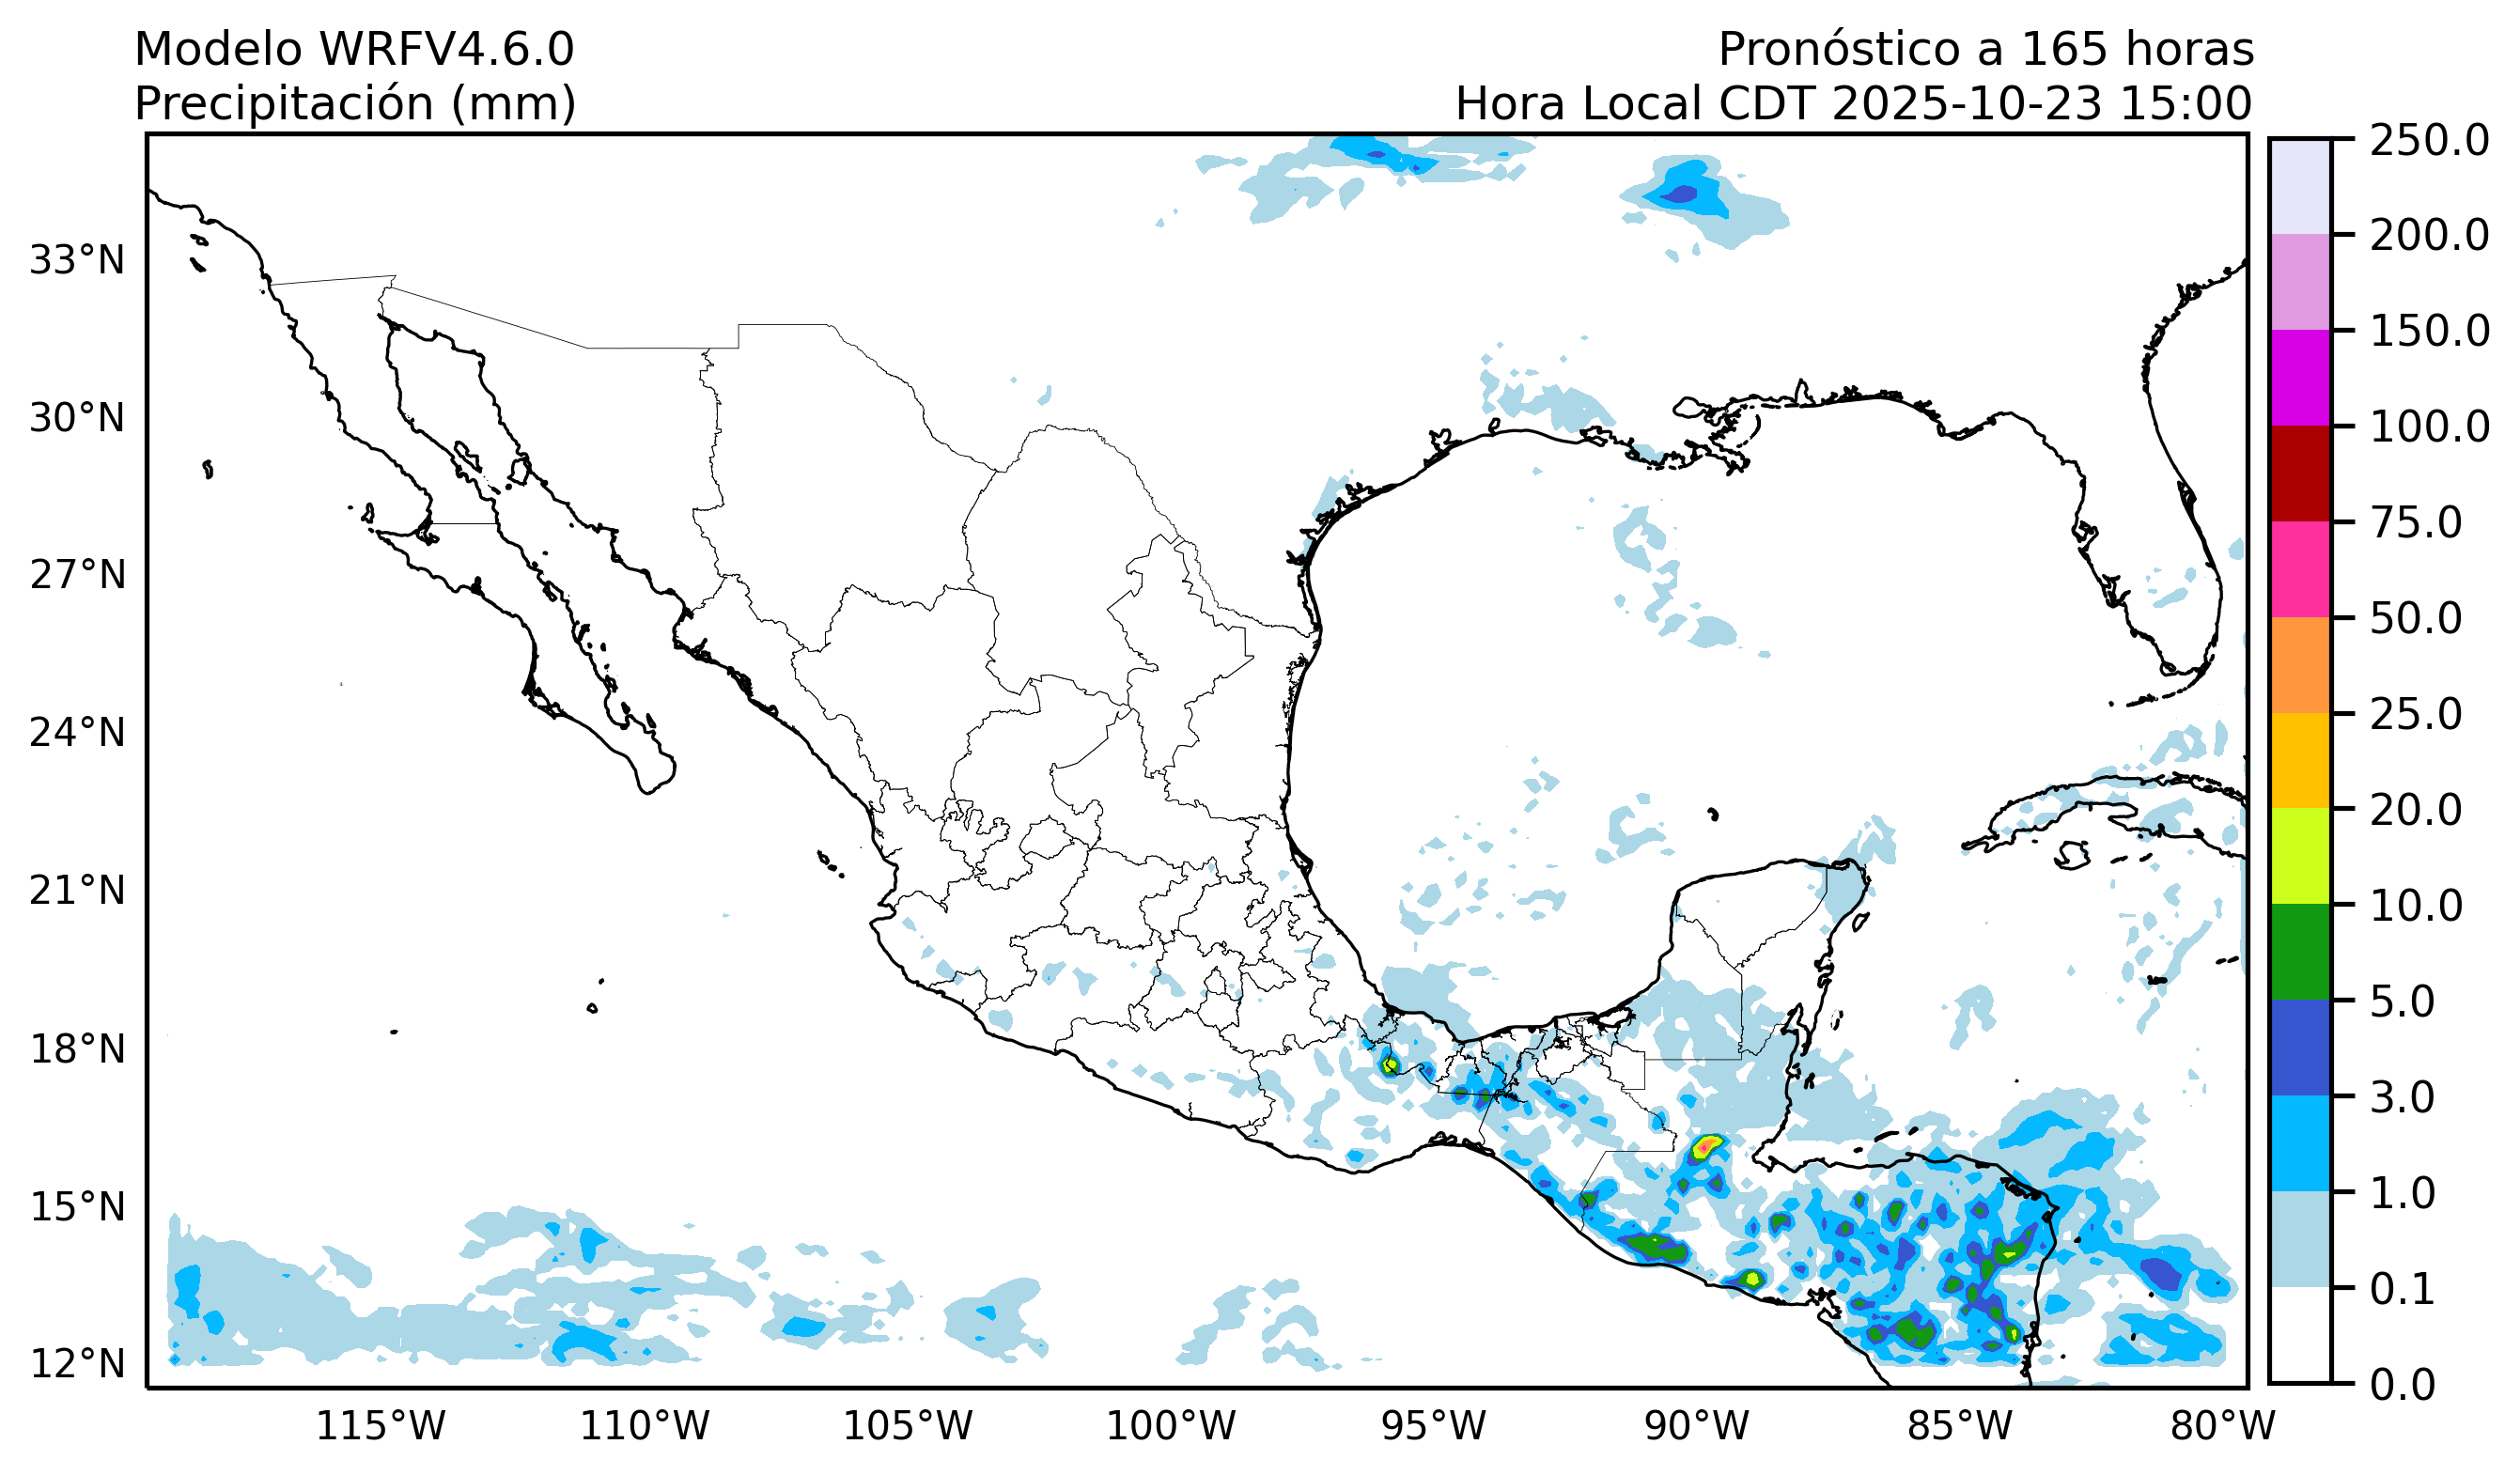 Modelo WRFV4.6.0
Precipitación (mm)
Pronóstico a 165 horas
Hora Local CDT 2025-10-23 15:00
33°N
30°N
27°N
24°N
21°N
18°N
15°N
12°N
115°W
110°W
105°W
100°W
95°W
90°W
85°W
80°W
250.0
200.0
150.0
100.0
75.0
50.0
25.0
20.0
10.0
5.0
3.0
1.0
0.1
0.0